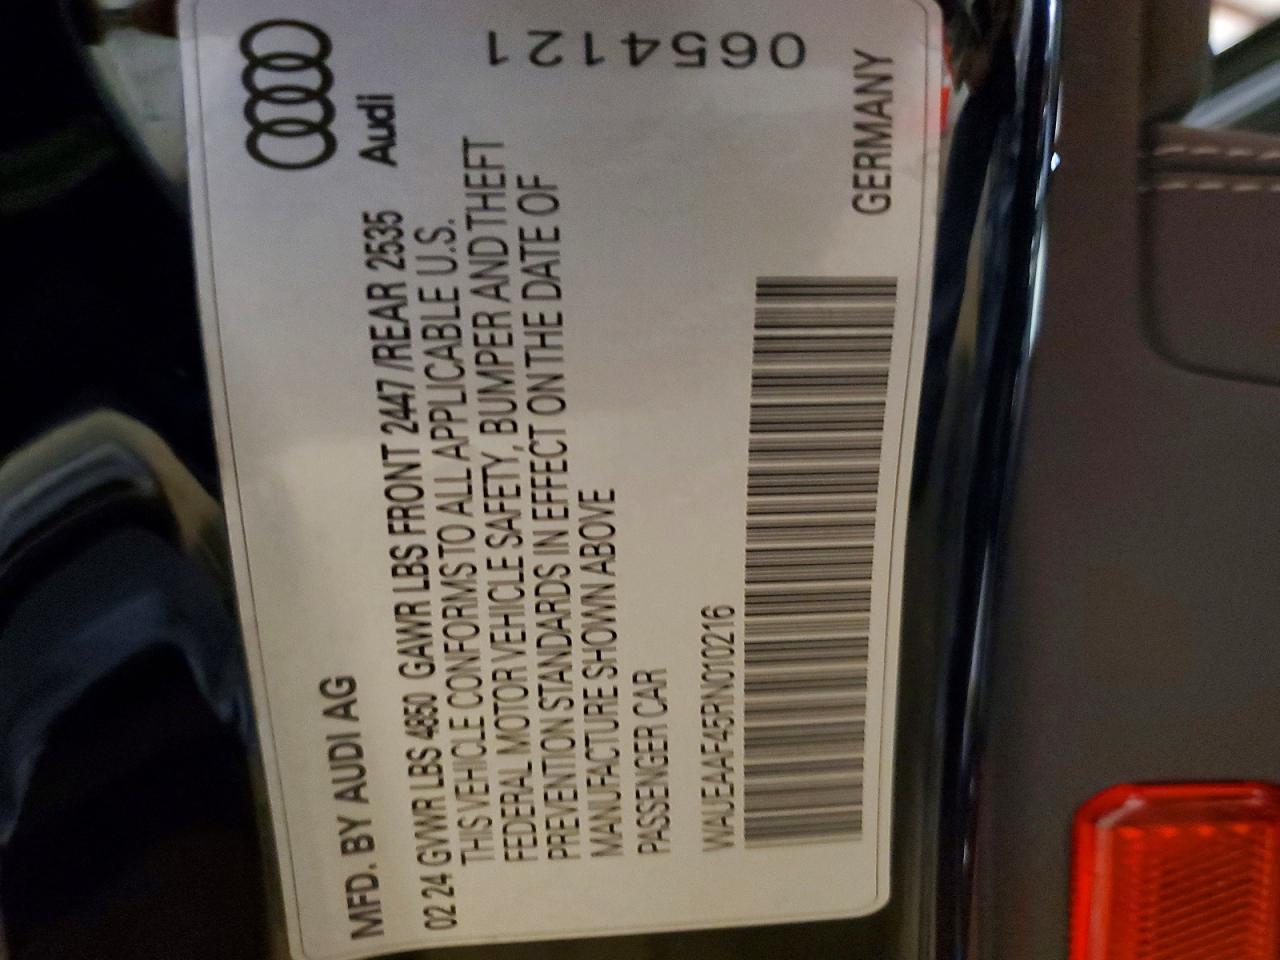 Audi
MFD. BY AUDI AG
02 24 GVWR LBS 4850 GAWR LBS FRONT 2447 /REAR 2535
THIS VEHICLE CONFORMS TO ALL APPLICABLE U.S.
FEDERAL MOTOR VEHICLE SAFETY, BUMPER AND THEFT
PREVENTION STANDARDS IN EFFECT ON THE DATE OF
MANUFACTURE SHOWN ABOVE
PASSENGER CAR
WAUEAAF45RN010216
GERMANY
0654121